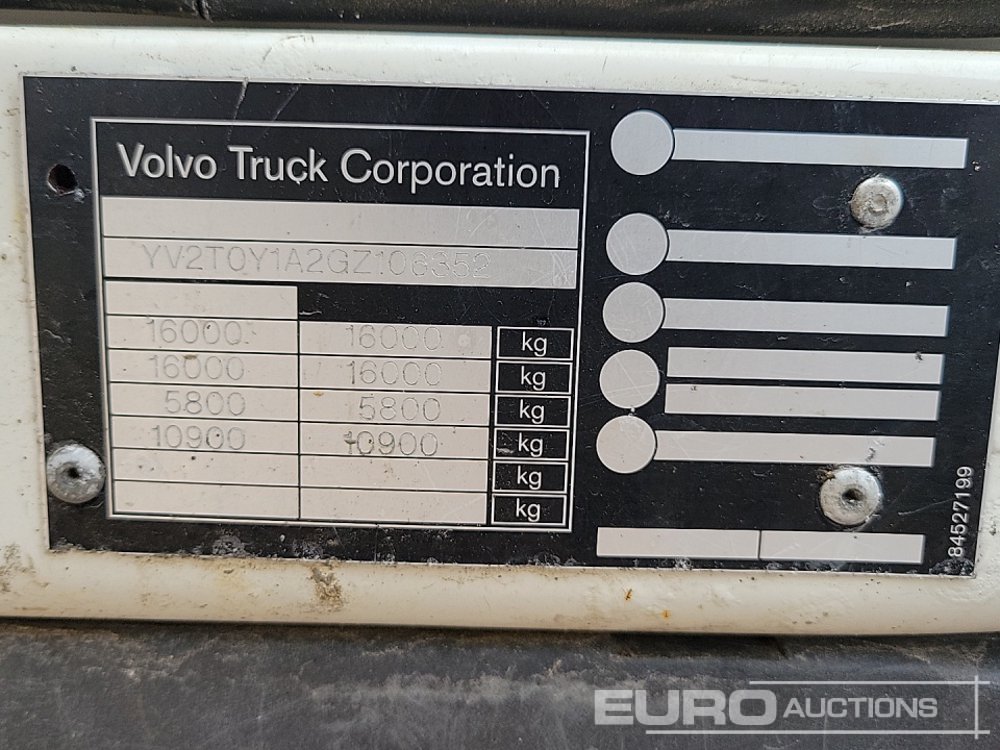 Volvo Truck Corporation
YV2T0Y1A2GZ106352
16000 16000 kg
16000 16000 kg
5800 5800 kg
10900 10900 kg
kg
kg
84527199
EURO AUCTIONS